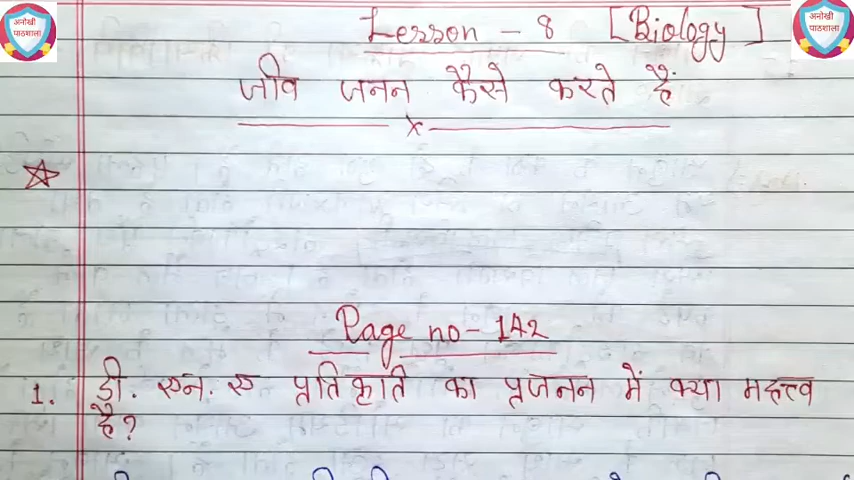 अनोखी
पाठशाला
अनोखी
पाठशाला
Lesson - 8 [Biology]
जीव जनन कैसे करते हैं
x
Page no - 142
1. डी. एन. ए प्रतिकृति का प्रजनन में क्या महत्त्व
है?